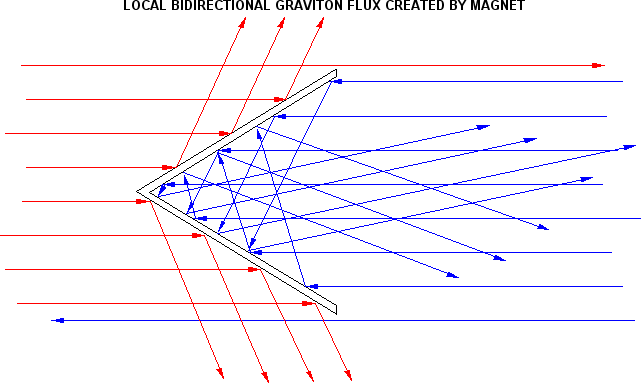 LOCAL BIDIRECTIONAL GRAVITON FLUX CREATED BY MAGNET